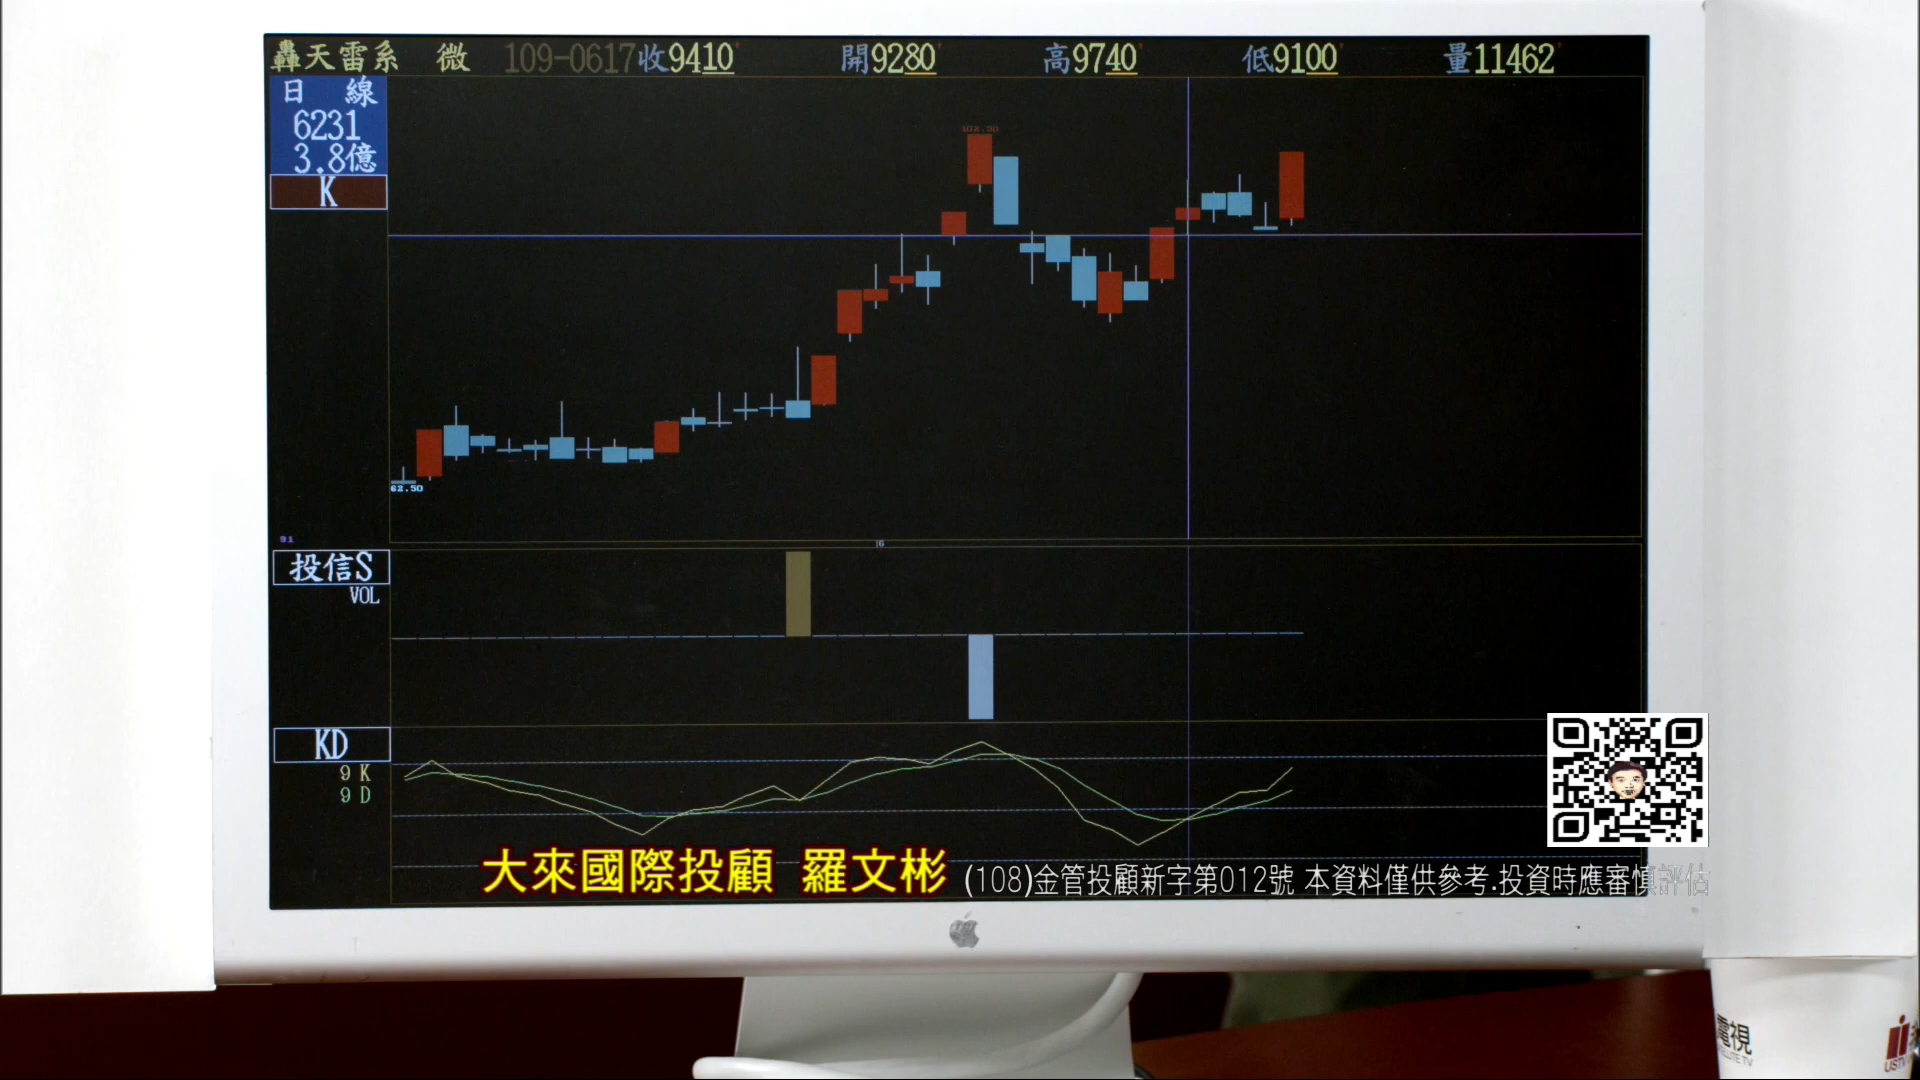 轟天雷系 微 109-0617收9410 開9280 高9740 低9100 量11462
日 線
6231
3.8億
K
102.30
62.50
91
6
投信S
VOL
KD
9 K
9 D
大來國際投顧 羅文彬 (108)金管投顧新字第012號 本資料僅供參考.投資時應審慎評估
電視